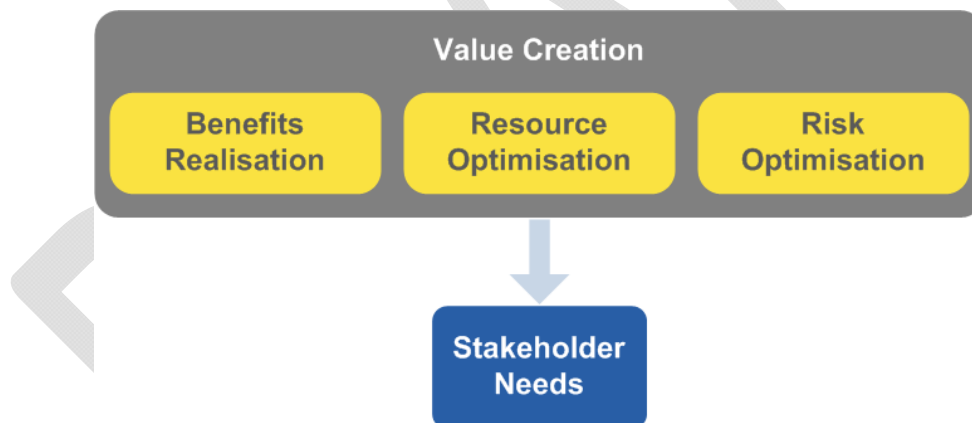 Value Creation
Benefits
Realisation
Resource
Optimisation
Risk
Optimisation
Stakeholder
Needs